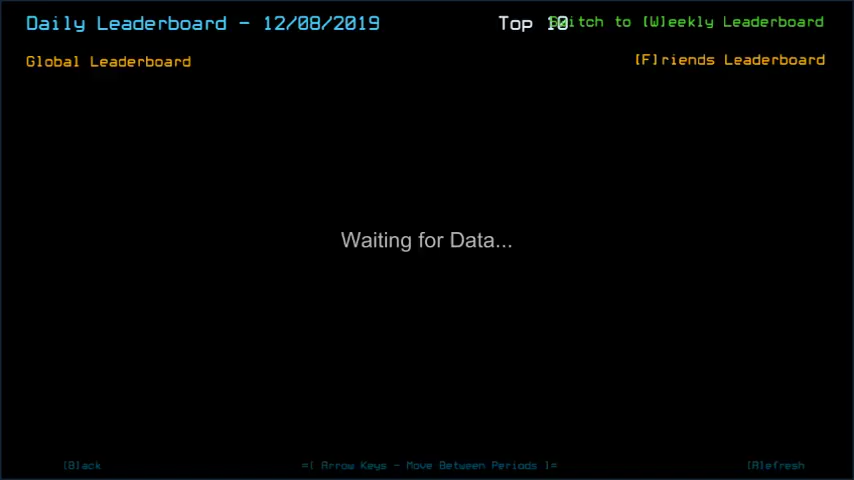 Daily Leaderboard - 12/08/2019 Top 10 Switch to [W]eekly Leaderboard
Global Leaderboard [F]riends Leaderboard
Waiting for Data...
[B]ack =[ Arrow Keys - Move Between Periods ]= [R]efresh